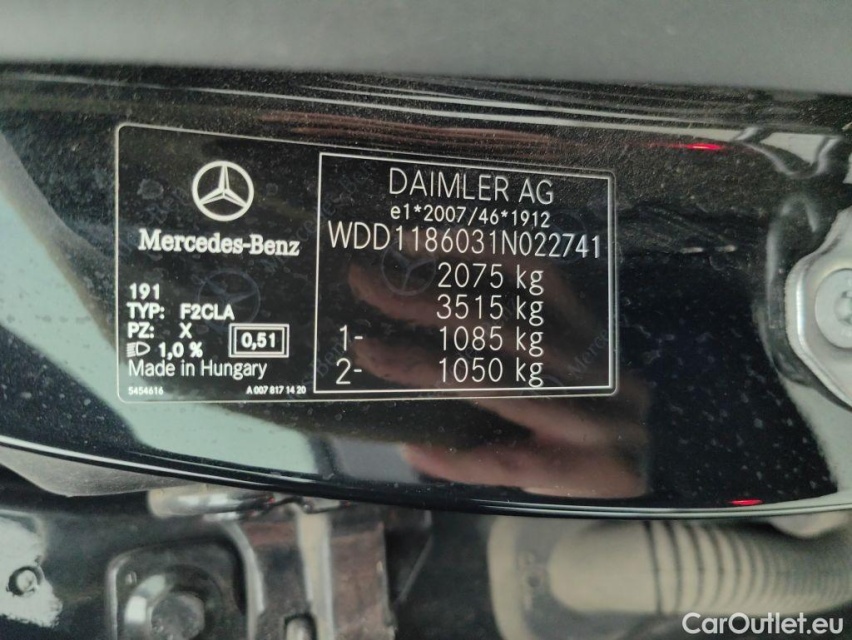 Mercedes-Benz
191
TYP: F2CLA
PZ: X
1,0 %
0,51
Made in Hungary
5454616
A 007 817 14 20
DAIMLER AG
e1*2007/46*1912
WDD1186031N022741
2075 kg
3515 kg
1- 1085 kg
2- 1050 kg
CarOutlet.eu